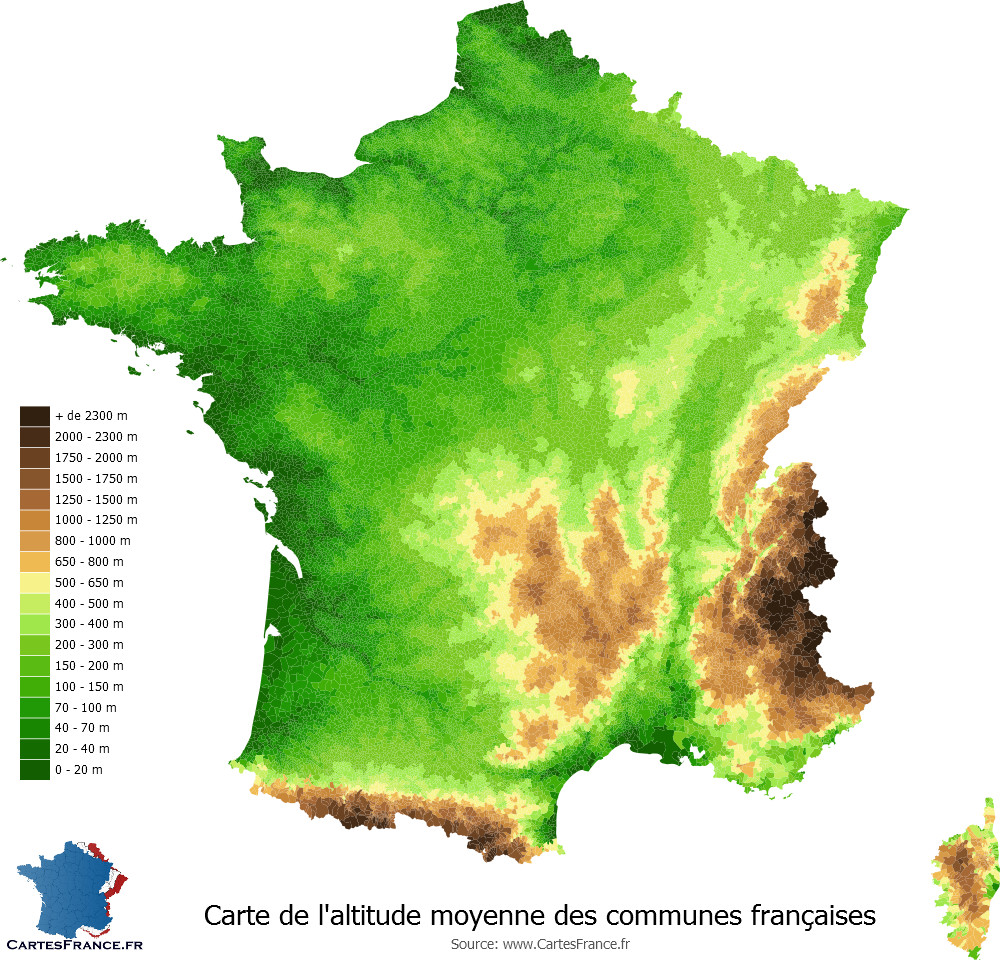 + de 2300 m
2000 - 2300 m
1750 - 2000 m
1500 - 1750 m
1250 - 1500 m
1000 - 1250 m
800 - 1000 m
650 - 800 m
500 - 650 m
400 - 500 m
300 - 400 m
200 - 300 m
150 - 200 m
100 - 150 m
70 - 100 m
40 - 70 m
20 - 40 m
0 - 20 m
Carte de l'altitude moyenne des communes françaises
Source: www.CartesFrance.fr
CartesFrance.fr